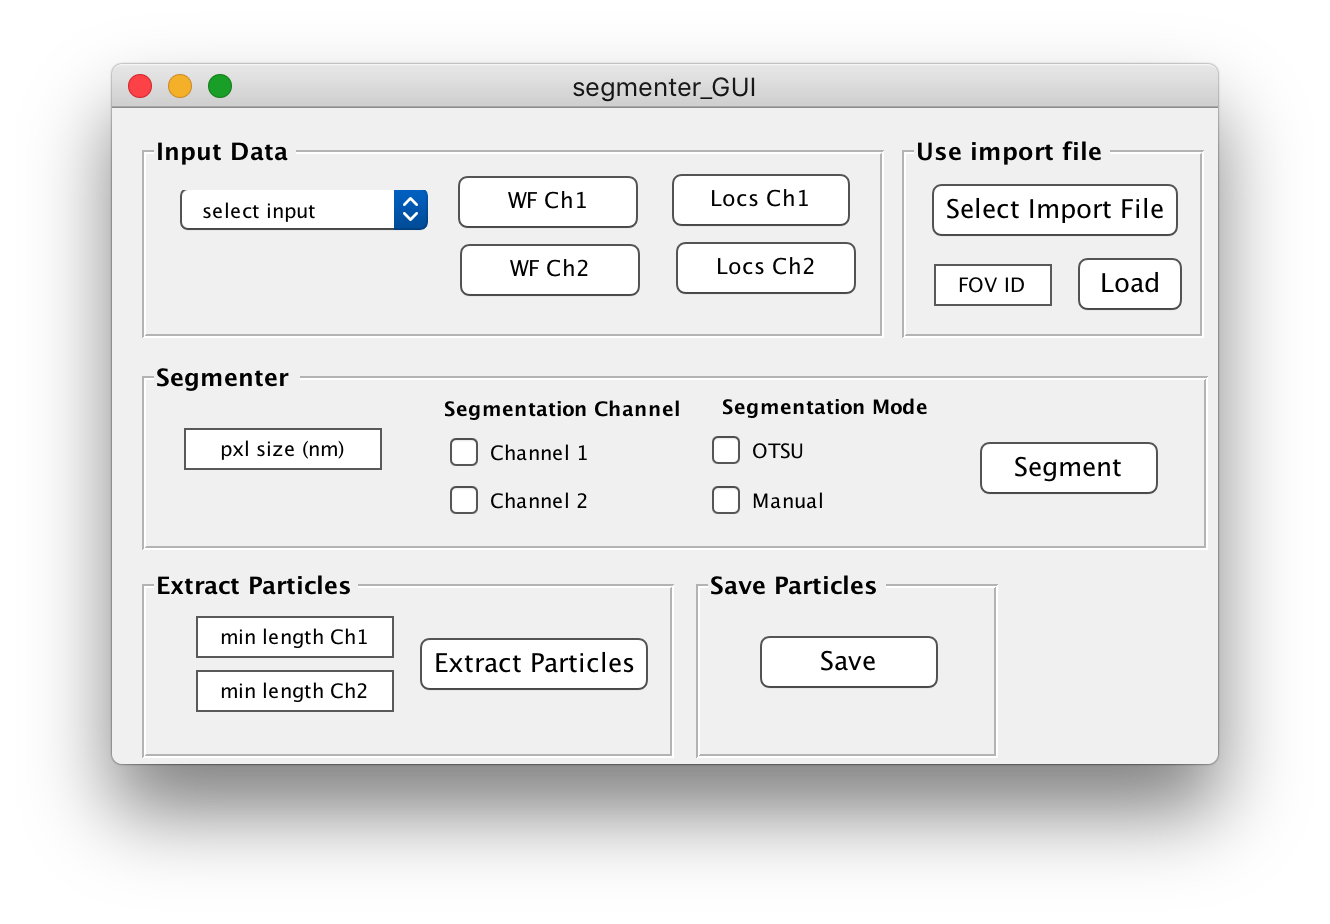 segmenter_GUI
Input Data
select input
WF Ch1
Locs Ch1
WF Ch2
Locs Ch2
Use import file
Select Import File
FOV ID
Load
Segmenter
pxl size (nm)
Segmentation Channel
Channel 1
Channel 2
Segmentation Mode
OTSU
Manual
Segment
Extract Particles
min length Ch1
min length Ch2
Extract Particles
Save Particles
Save